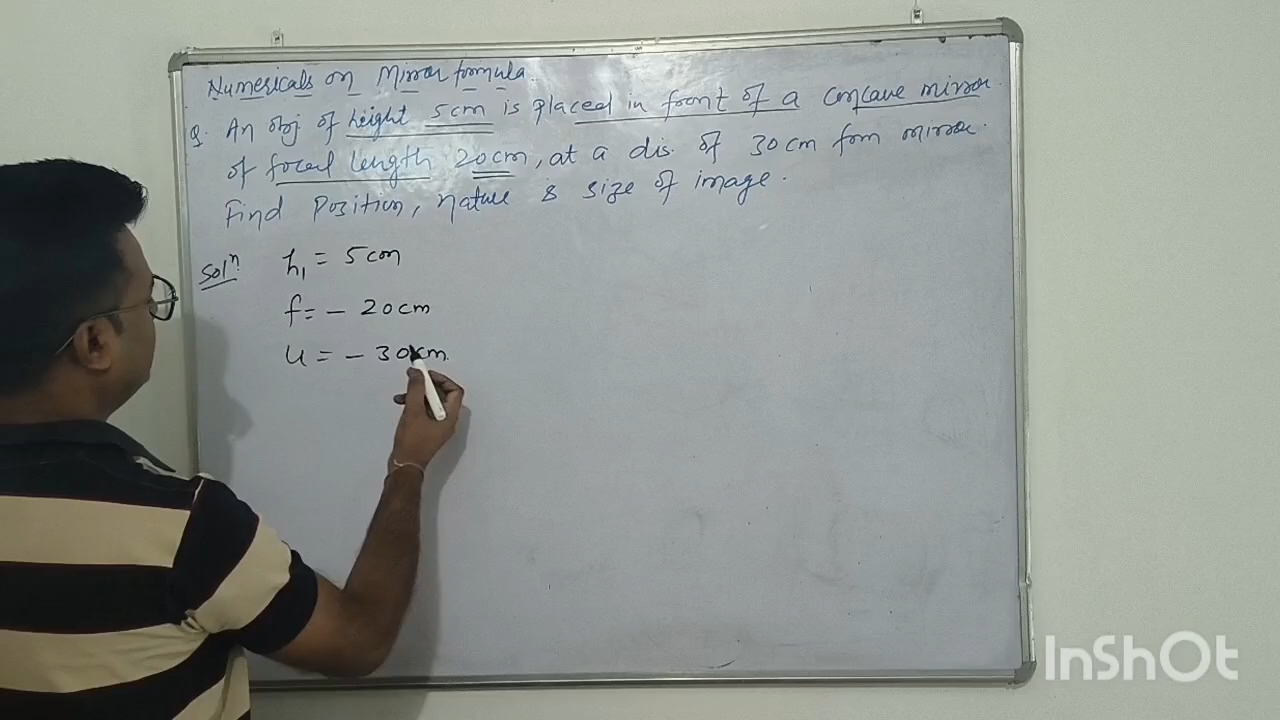 Numericals on Mirror formula.
Q. An obj of height 5cm is placed in front of a concave mirror
of focal length 20cm, at a dis. of 30cm fom mirror.
Find Position, nature & size of image.
Solⁿ. h₁ = 5cm
f = - 20cm
u = - 30cm.
InShOt